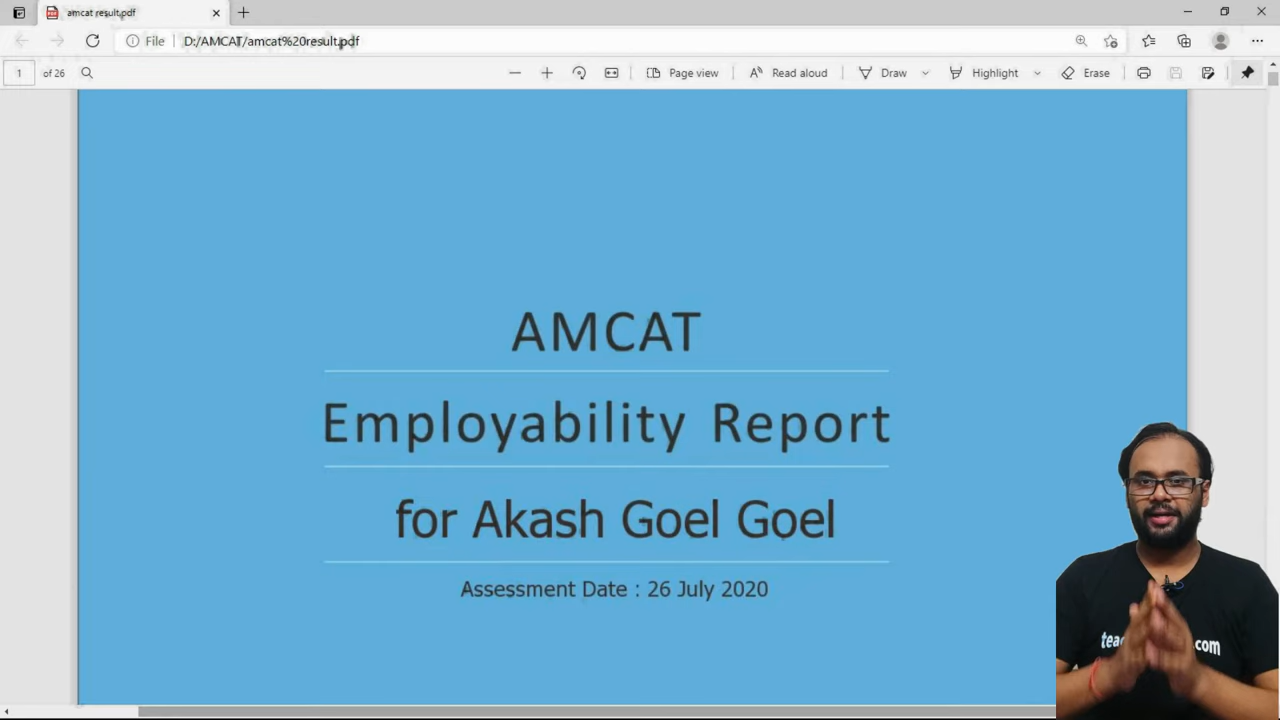 amcat result.pdf
File D:/AMCAT/amcat%20result.pdf
1 of 26 Page view Read aloud Draw Highlight Erase
AMCAT
Employability Report
for Akash Goel Goel
Assessment Date : 26 July 2020
.com